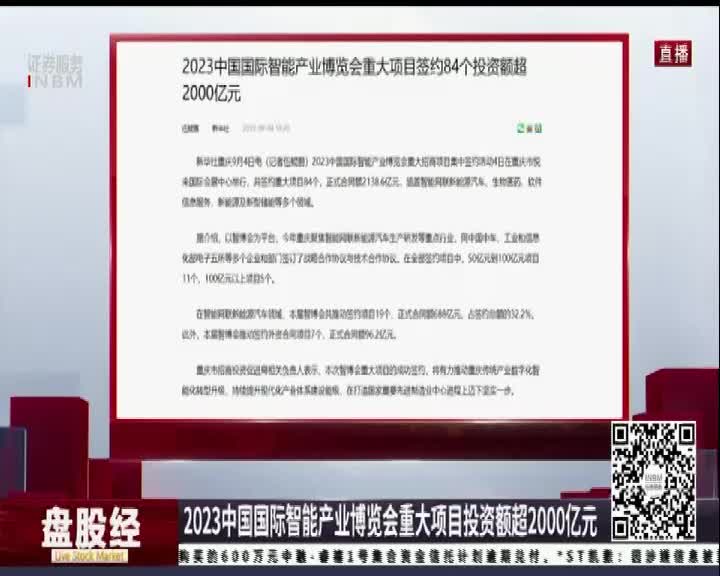 证券服务
INBM
直播
2023中国国际智能产业博览会重大项目签约84个投资额超
2000亿元
新华社
新华社重庆9月4日电（记者伍鲲鹏）2023中国国际智能产业博览会重大招商项目集中签约活动4日在重庆市悦
来国际会展中心举行，共签约重大项目84个，正式合同额2138.6亿元，涵盖智能网联新能源汽车、生物医药、软件
信息服务、新能源及新型储能等多个领域。
据介绍，以智博会为平台，今年重庆聚焦智能网联新能源汽车生产研发等重点行业，同中国中车、工业和信息
化部电子五所等多个企业和部门签订了战略合作协议与技术合作协议。在全部签约项目中，50亿元到100亿元项目
11个，100亿元以上项目5个。
在智能网联新能源汽车领域，本届智博会共推动签约项目19个，正式合同额688亿元，占签约总额的32.2%。
此外，本届智博会推动签约外资合同项目7个，正式合同额96.2亿元。
重庆市招商投资促进局相关负责人表示，本次智博会重大项目的成功签约，将有力推动重庆传统产业数字化智
能化转型升级，持续提升现代化产业体系建设能级，在打造国家重要先进制造业中心进程上迈下坚实一步。
INBM
盘股经
Live Stock Market
2023中国国际智能产业博览会重大项目投资额超2000亿元
购买的600万元中融-睿精1号集合资金信托计划逾期兑付。*ST凯撒：因涉嫌信息披